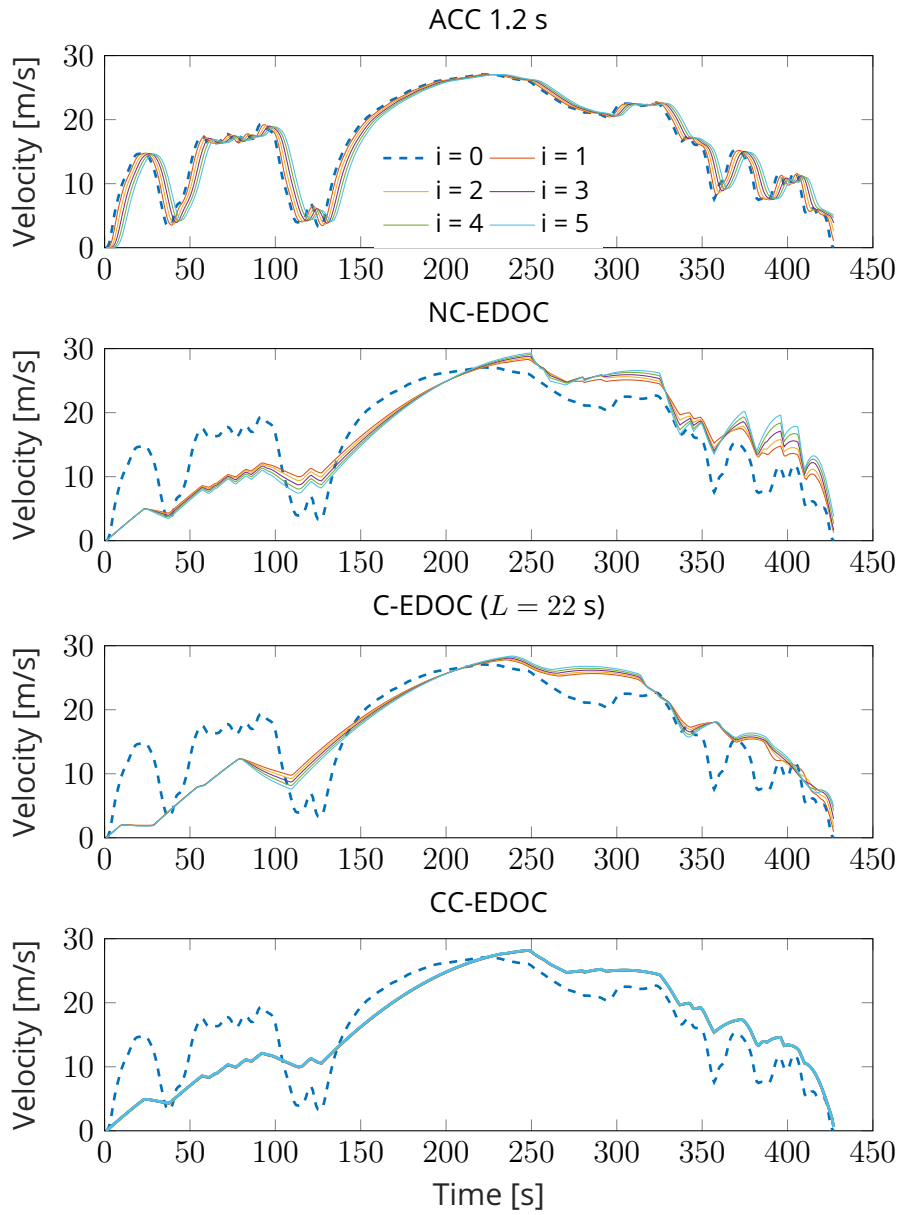 ACC 1.2 s
30
20
10
0
Velocity [m/s]
i = 0 i = 1
i = 2 i = 3
i = 4 i = 5
0 50 100 150 200 250 300 350 400 450
NC-EDOC
30
20
10
0
Velocity [m/s]
0 50 100 150 200 250 300 350 400 450
C-EDOC (L = 22 s)
30
20
10
0
Velocity [m/s]
0 50 100 150 200 250 300 350 400 450
CC-EDOC
30
20
10
0
Velocity [m/s]
0 50 100 150 200 250 300 350 400 450
Time [s]